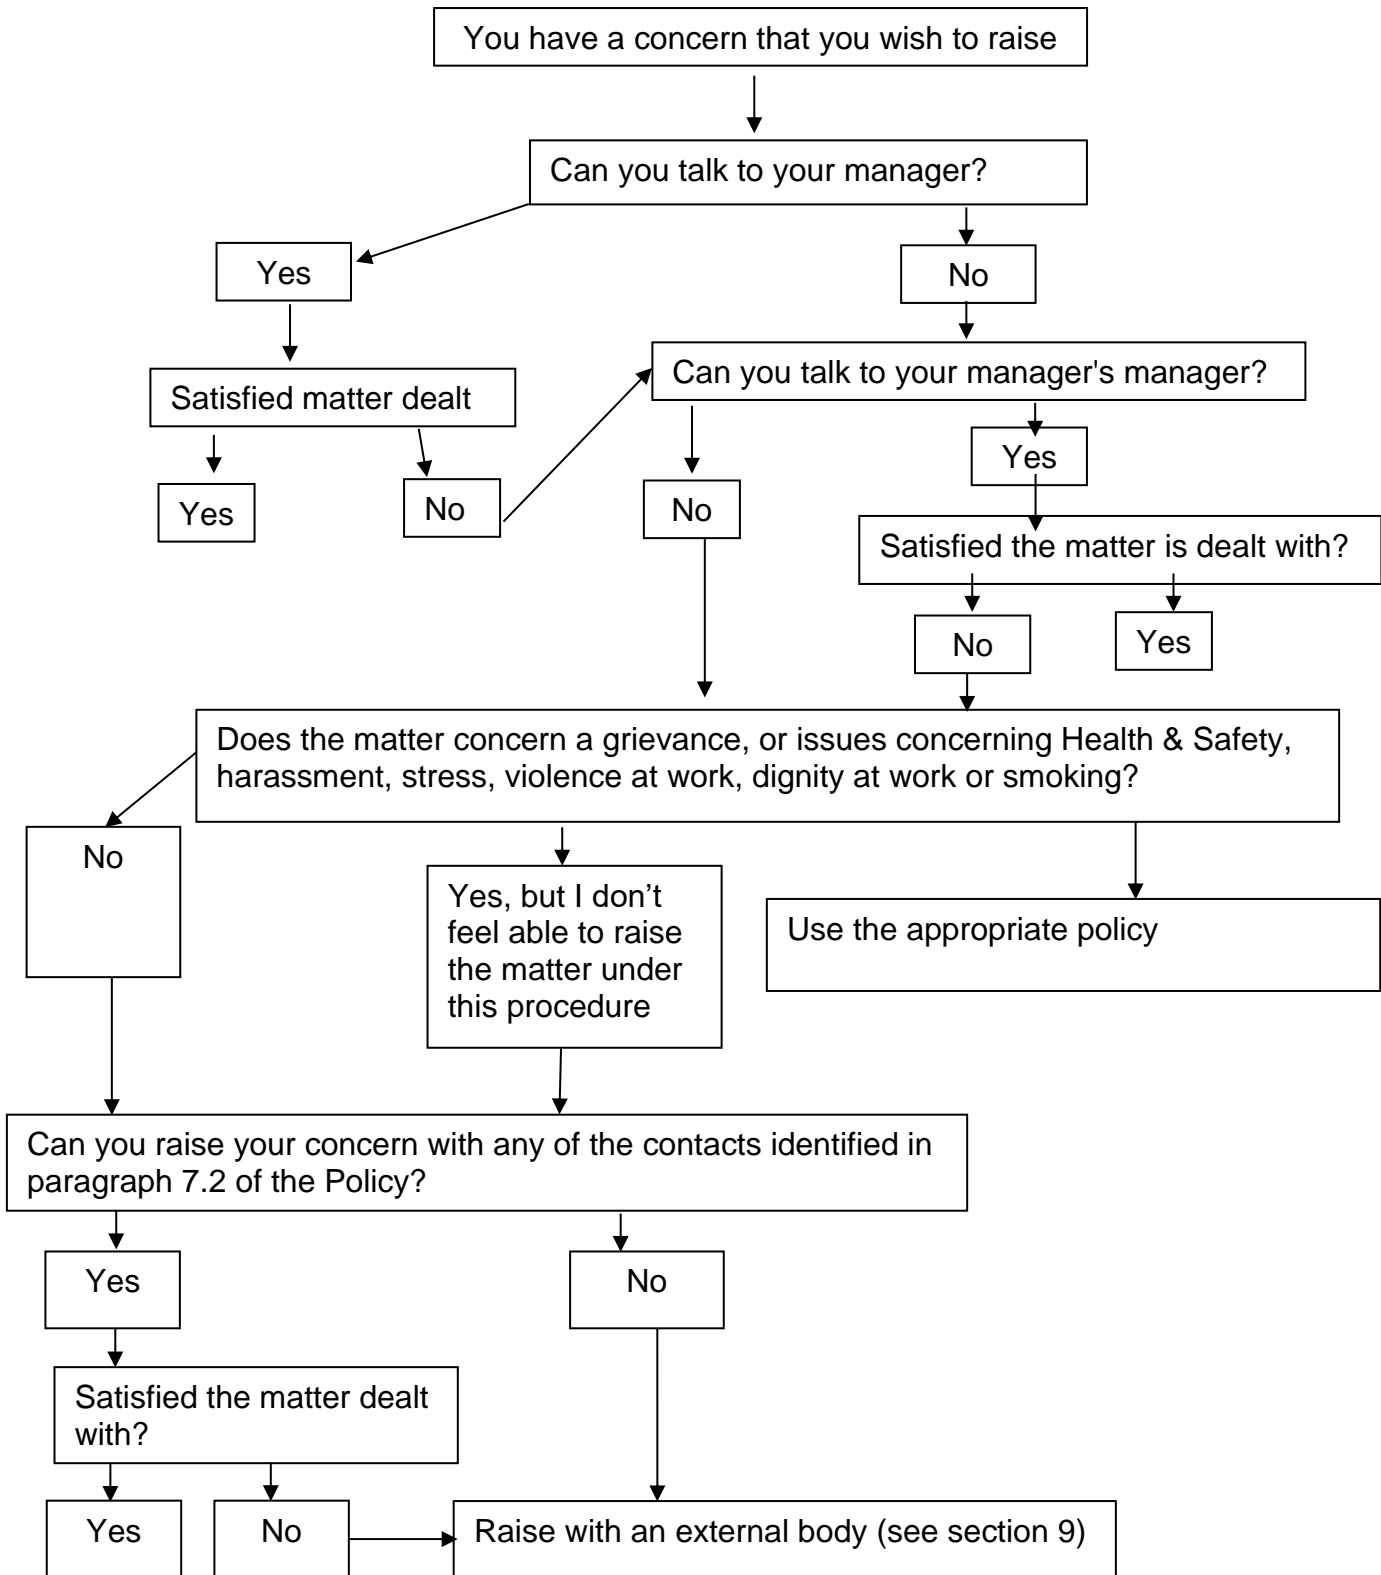 You have a concern that you wish to raise
Can you talk to your manager?
Yes
No
Can you talk to your manager's manager?
Satisfied matter dealt
Yes
Yes
No
No
Satisfied the matter is dealt with?
No
Yes
Does the matter concern a grievance, or issues concerning Health & Safety,
harassment, stress, violence at work, dignity at work or smoking?
No
Yes, but I don’t
feel able to raise
the matter under
this procedure
Use the appropriate policy
Can you raise your concern with any of the contacts identified in
paragraph 7.2 of the Policy?
Yes
No
Satisfied the matter dealt
with?
Yes
No
Raise with an external body (see section 9)